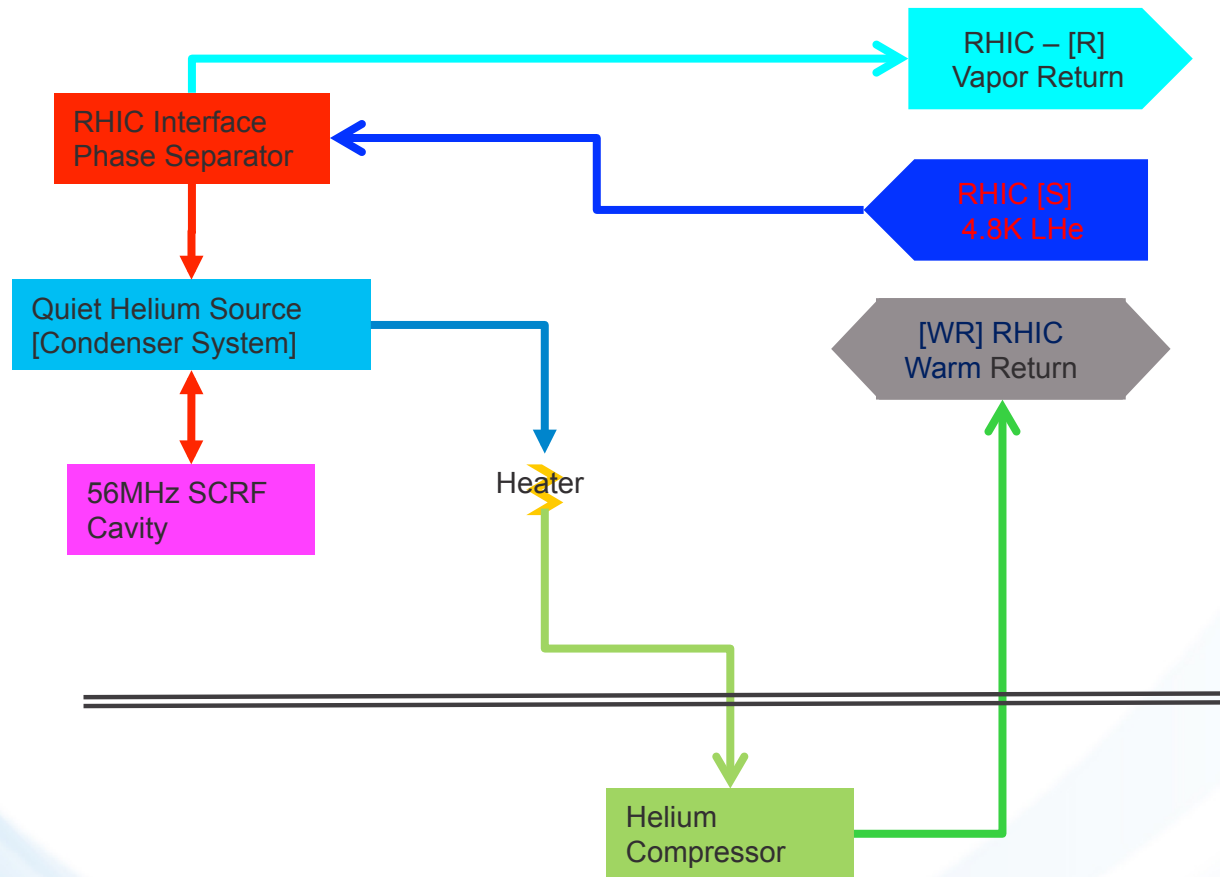 RHIC – [R]
Vapor Return
RHIC Interface
Phase Separator
RHIC [S]
4.8K LHe
Quiet Helium Source
[Condenser System]
[WR] RHIC
Warm Return
56MHz SCRF
Cavity
Heater
Helium
Compressor